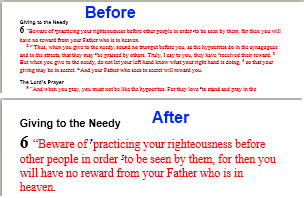 Before
Giving to the Needy
6 "Beware of practicing your righteousness before other people in order to be seen by them, for then you will
have no reward from your Father who is in heaven.
2 "Thus, when you give to the needy, sound no trumpet before you, as the hypocrites do in the synagogues
and in the streets, that they may be praised by others. Truly, I say to you, they have received their reward. 3
But when you give to the needy, do not let your left hand know what your right hand is doing, 4 so that your
giving may be in secret. And your Father who sees in secret will reward you.
The Lord's Prayer
5 "And when you pray, you must not be like the hypocrites. For they love to stand and pray in the
After
Giving to the Needy
6 “Beware of practicing your righteousness before
other people in order to be seen by them, for then you
will have no reward from your Father who is in
heaven.